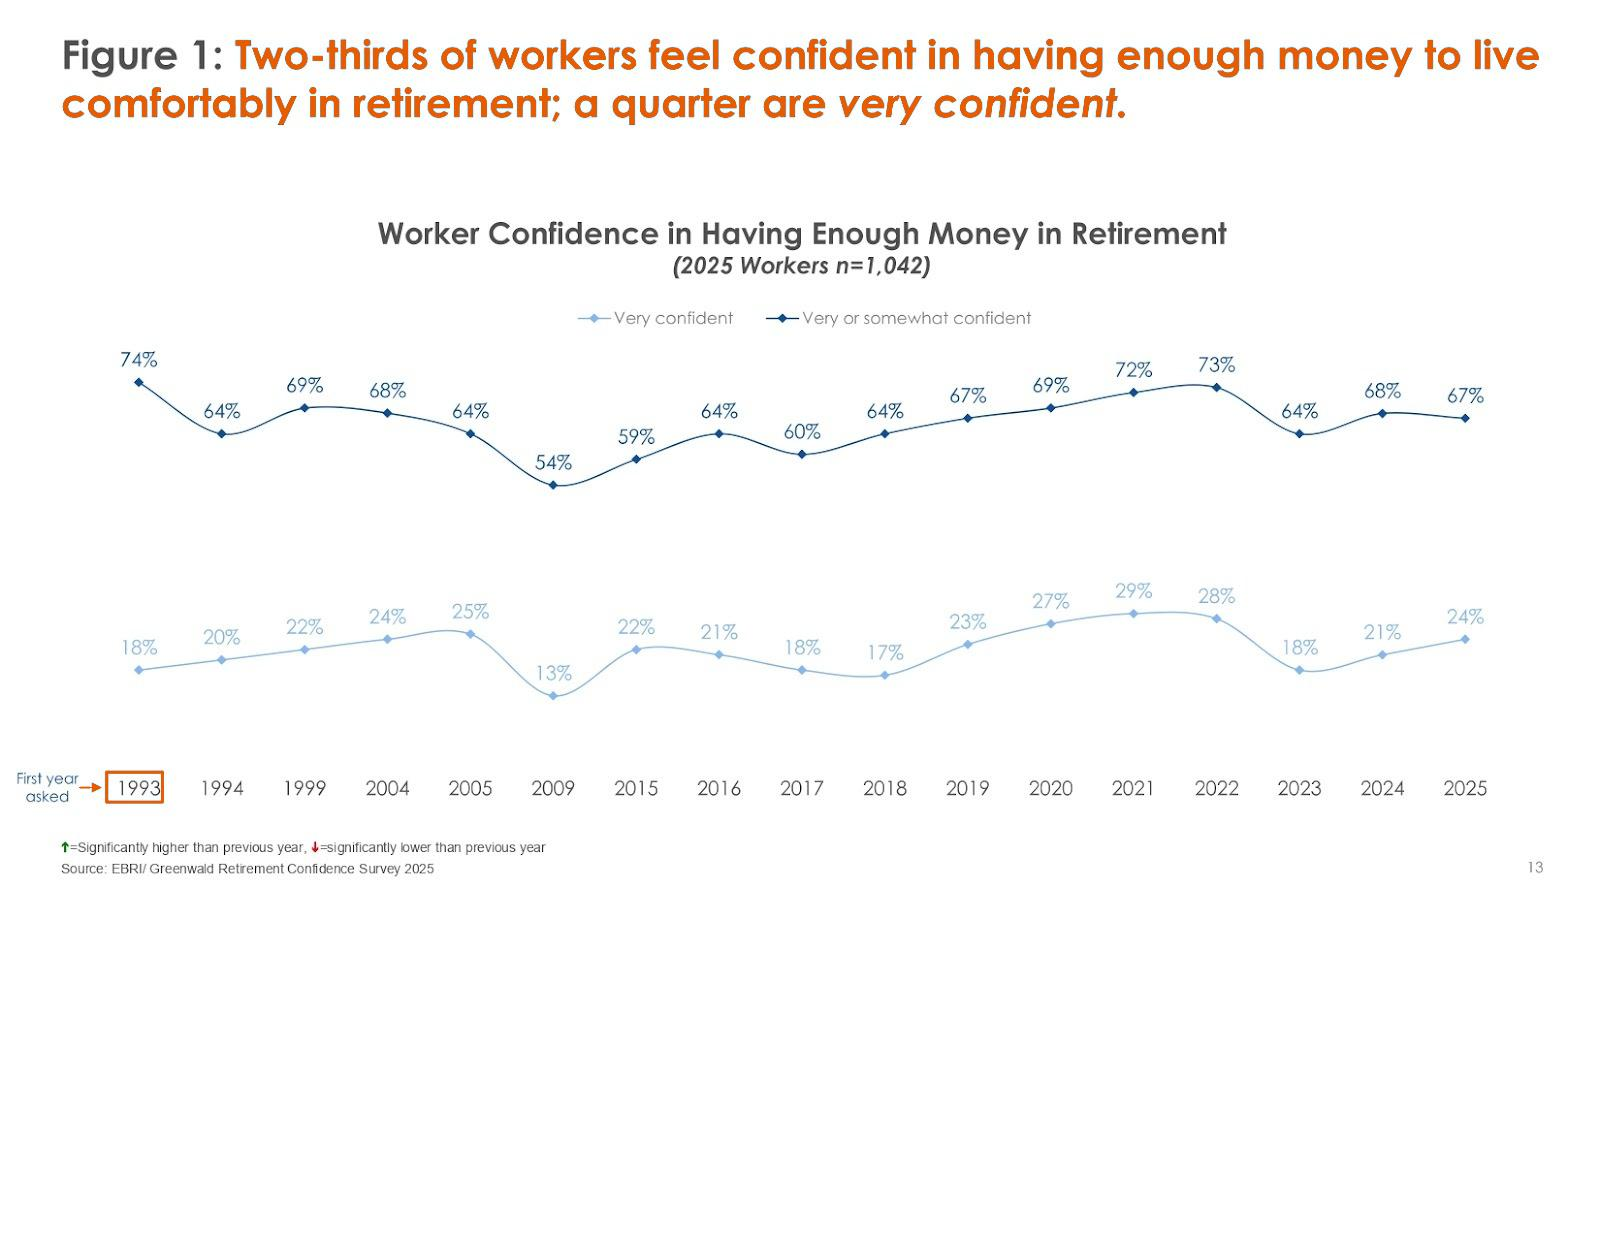 Figure 1: Two-thirds of workers feel confident in having enough money to live
comfortably in retirement; a quarter are very confident.
Worker Confidence in Having Enough Money in Retirement
(2025 Workers n=1,042)
Very confident Very or somewhat confident
74% 64% 69% 68% 64% 54% 59% 64% 60% 64% 67% 69% 72% 73% 64% 68% 67%
18% 20% 22% 24% 25% 13% 22% 21% 18% 17% 23% 27% 29% 28% 18% 21% 24%
First year
asked
1993 1994 1999 2004 2005 2009 2015 2016 2017 2018 2019 2020 2021 2022 2023 2024 2025
↑=Significantly higher than previous year, ↓=significantly lower than previous year
Source: EBRI/ Greenwald Retirement Confidence Survey 2025
13